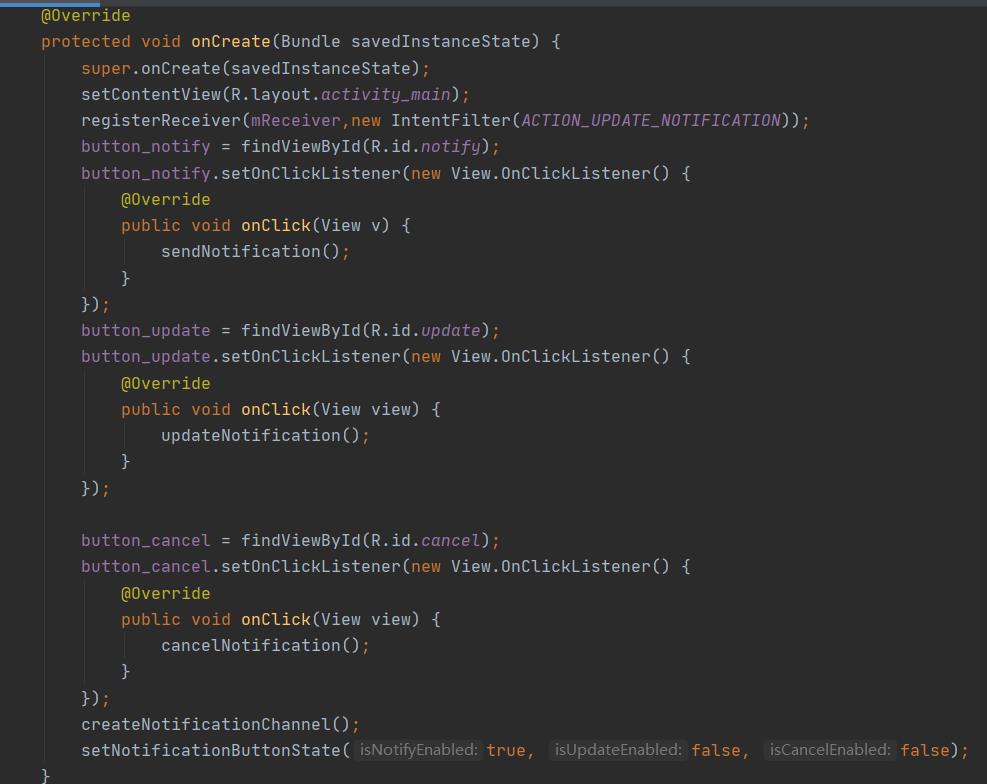 @Override
protected void onCreate(Bundle savedInstanceState) {
super.onCreate(savedInstanceState);
setContentView(R.layout.activity_main);
registerReceiver(mReceiver,new IntentFilter(ACTION_UPDATE_NOTIFICATION));
button_notify = findViewById(R.id.notify);
button_notify.setOnClickListener(new View.OnClickListener() {
@Override
public void onClick(View v) {
sendNotification();
}
});
button_update = findViewById(R.id.update);
button_update.setOnClickListener(new View.OnClickListener() {
@Override
public void onClick(View view) {
updateNotification();
}
});
button_cancel = findViewById(R.id.cancel);
button_cancel.setOnClickListener(new View.OnClickListener() {
@Override
public void onClick(View view) {
cancelNotification();
}
});
createNotificationChannel();
setNotificationButtonState( isNotifyEnabled: true, isUpdateEnabled: false, isCancelEnabled: false);
}